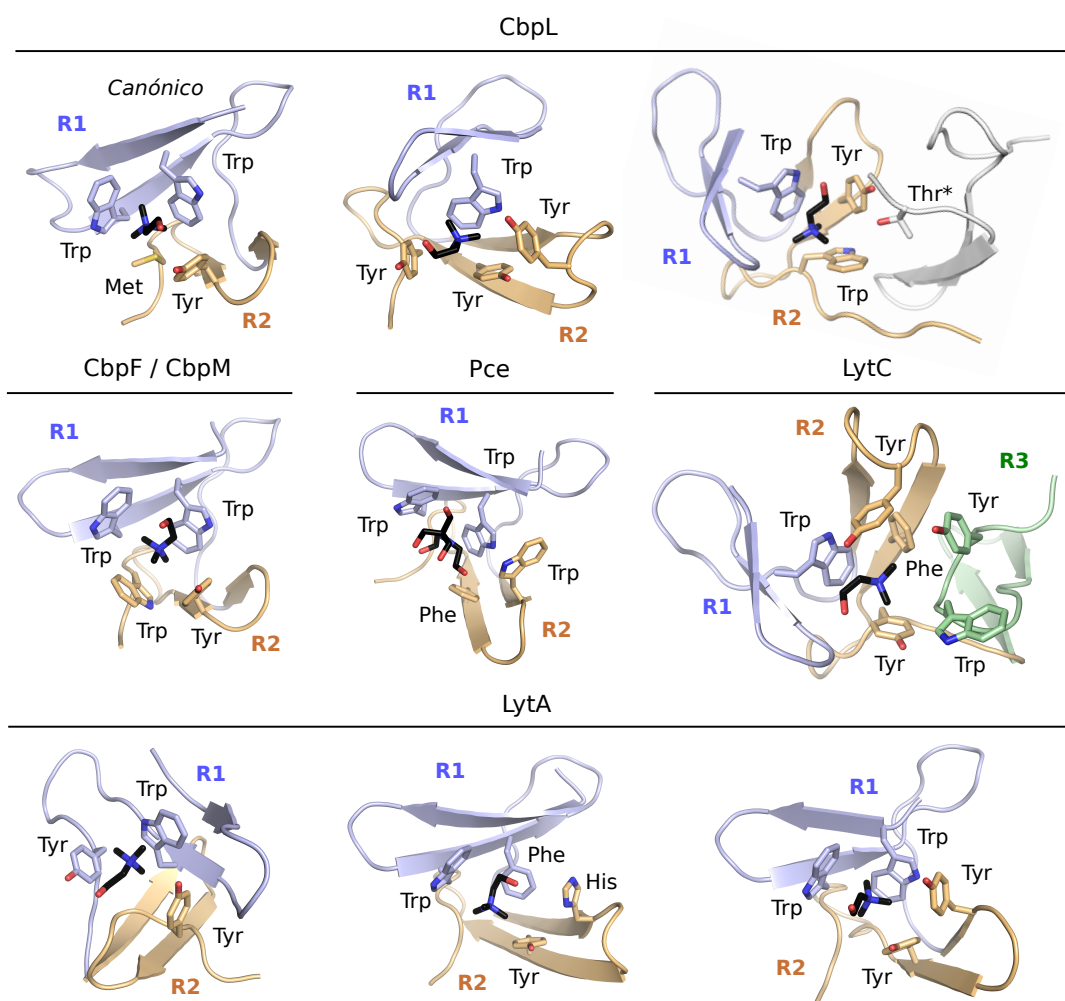 CbpL
Canónico
R1
Trp
Trp
Met
Tyr
R2
R1
Trp
Tyr
Tyr
Tyr
R2
Trp
Tyr
Thr*
R1
Trp
R2
CbpF / CbpM
R1
Trp
Trp
Trp
Tyr
R2
Pce
R1
Trp
Trp
Trp
Phe
R2
LytC
R2
Tyr
R3
Tyr
Trp
Phe
R1
Tyr
Trp
LytA
R1
Trp
Tyr
Tyr
R2
R1
Phe
His
Trp
Tyr
R2
R1
Trp
Tyr
Trp
Tyr
R2